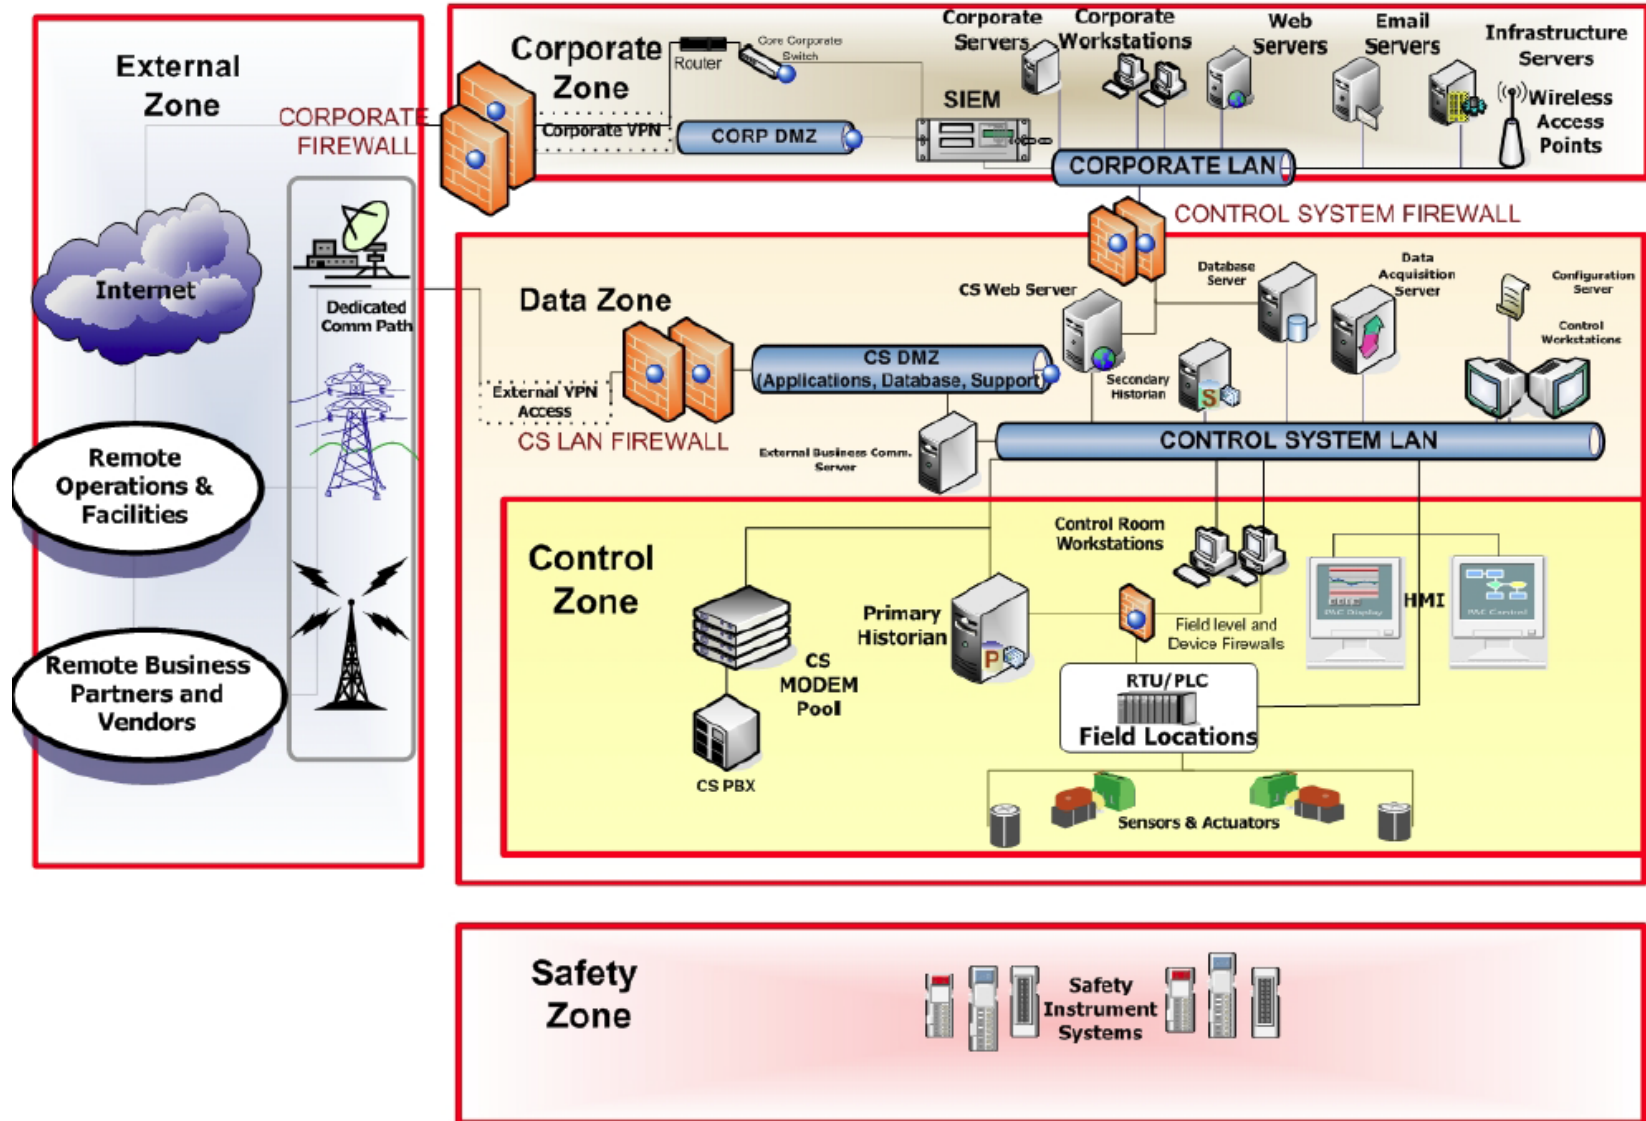 External
Zone
CORPORATE
FIREWALL
Internet
Dedicated
Comm Path
Remote
Operations &
Facilities
Remote Business
Partners and
Vendors
Corporate
Zone
Router
Core Corporate
Switch
Corporate VPN
CORP DMZ
SIEM
Corporate
Servers
Corporate
Workstations
Web
Servers
Email
Servers
Infrastructure
Servers
Wireless
Access
Points
CORPORATE LAN
CONTROL SYSTEM FIREWALL
Data Zone
External VPN
Access
CS LAN FIREWALL
CS DMZ
(Applications, Database, Support)
CS Web Server
Database
Server
Data
Acquisition
Server
Configuration
Server
Control
Workstations
Secondary
Historian
S
External Business Comm.
Server
CONTROL SYSTEM LAN
Control
Zone
CS
MODEM
Pool
CS PBX
Primary
Historian
P
Control Room
Workstations
Field level and
Device Firewalls
PAC Display
HMI
PAC Control
RTU/PLC
Field Locations
Sensors & Actuators
Safety
Zone
Safety
Instrument
Systems